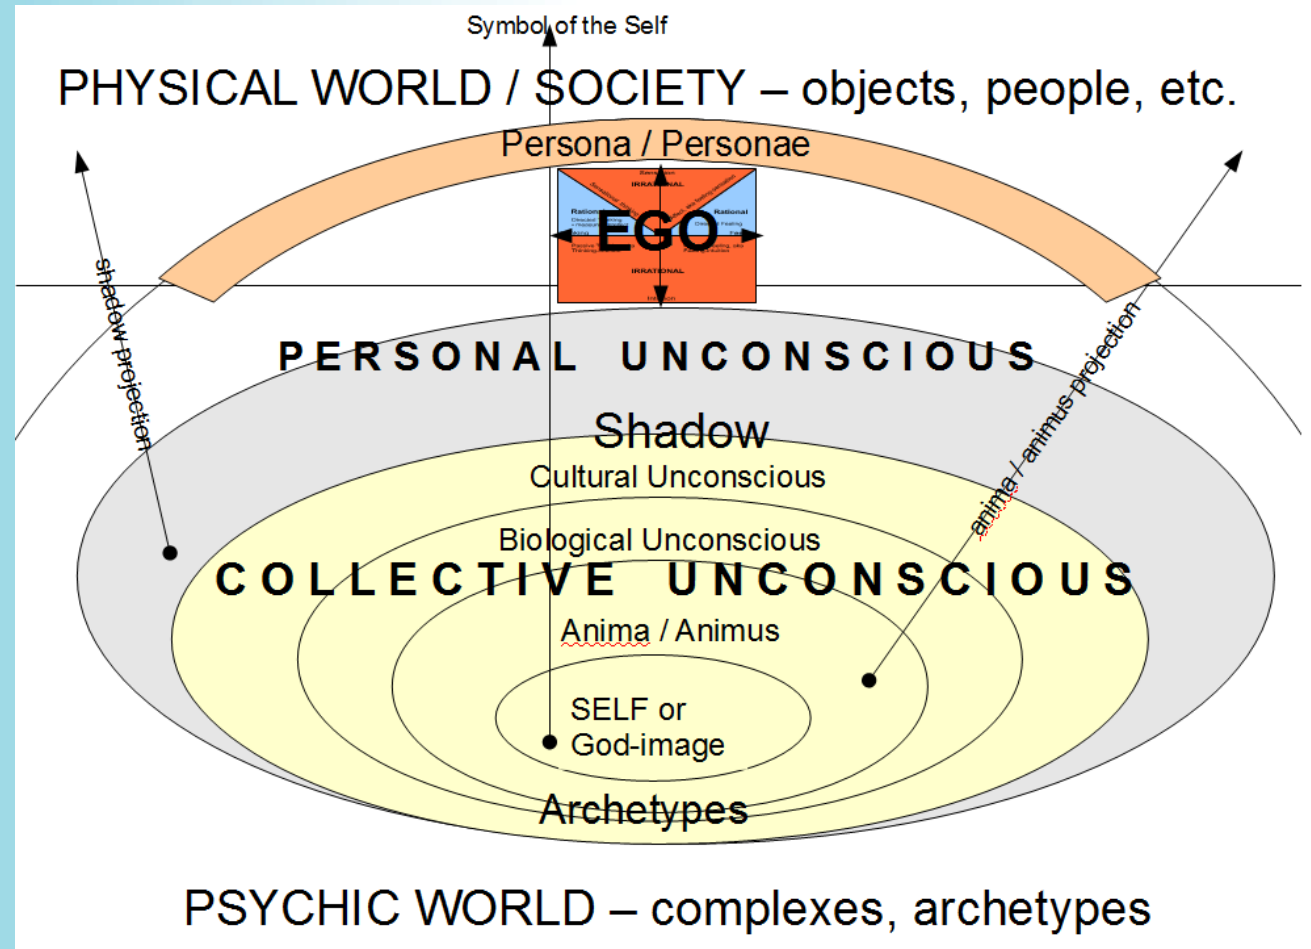 Symbol of the Self
PHYSICAL WORLD / SOCIETY – objects, people, etc.
Persona / Personae
IRRATIONAL
Rational
EGO
IRRATIONAL
shadow projection
anima / animus projection
PERSONAL UNCONSCIOUS
Shadow
Cultural Unconscious
Biological Unconscious
COLLECTIVE UNCONSCIOUS
Anima / Animus
SELF or
God-image
Archetypes
PSYCHIC WORLD – complexes, archetypes